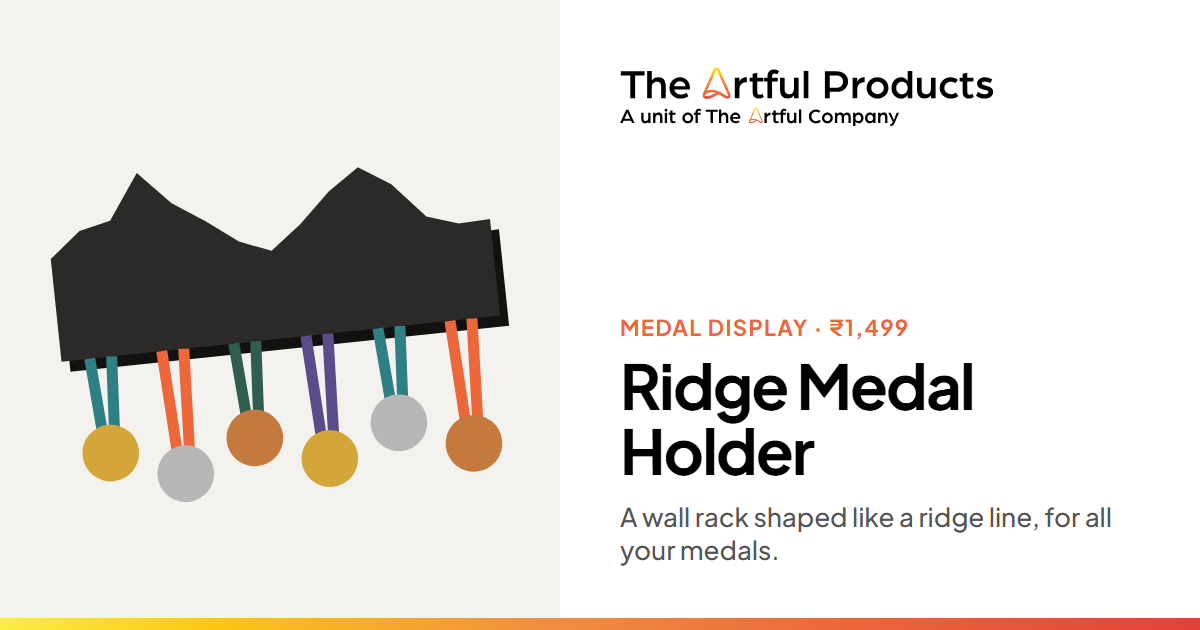 The Artful Products
A unit of The Artful Company
MEDAL DISPLAY · ₹1,499
Ridge Medal
Holder
A wall rack shaped like a ridge line, for all
your medals.